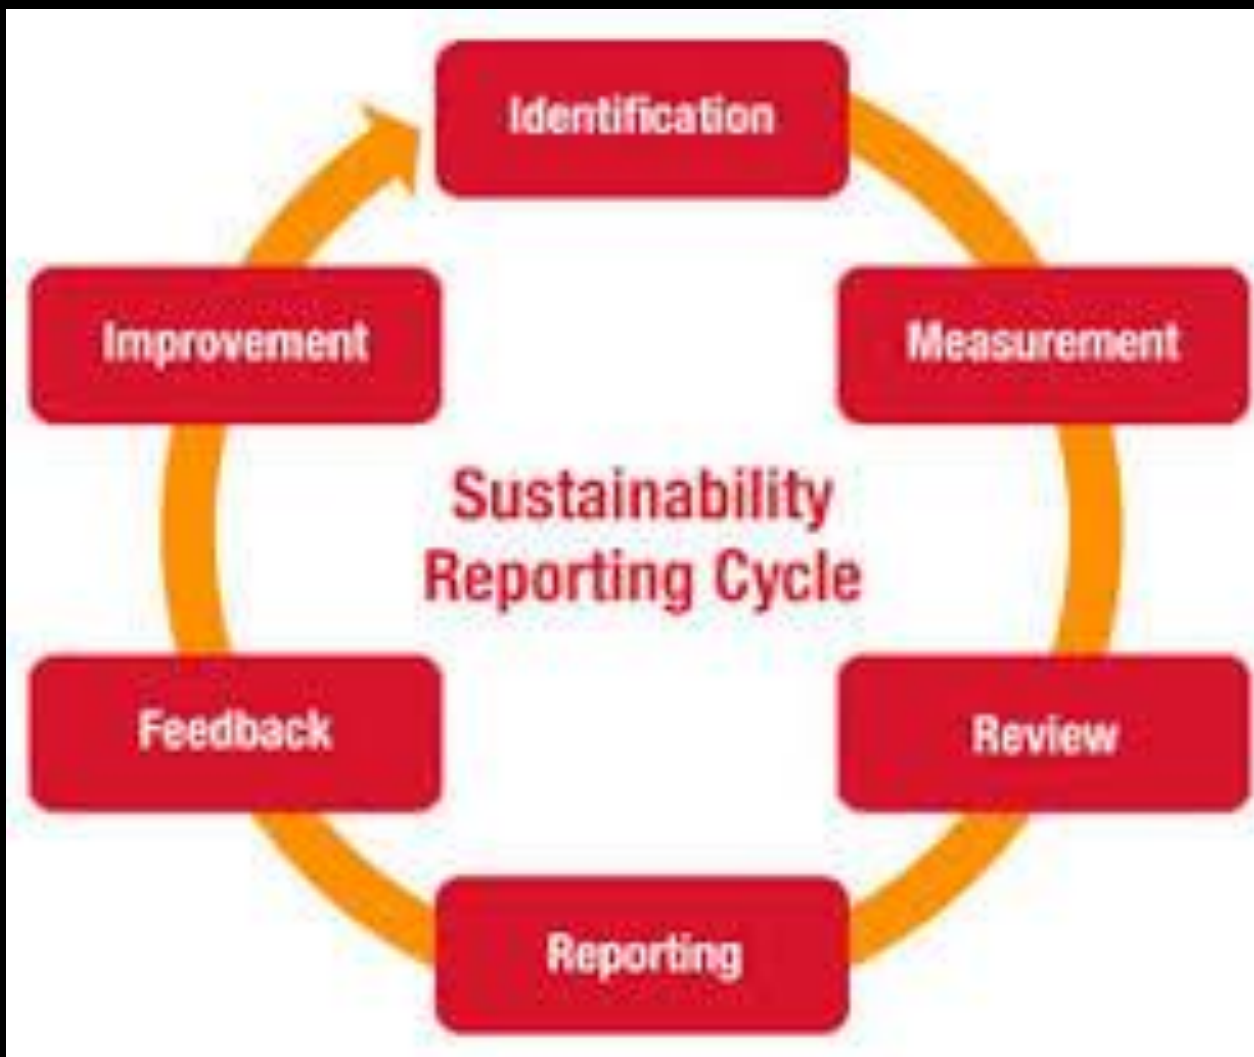 Identification
Improvement
Measurement
Sustainability
Reporting Cycle
Feedback
Review
Reporting